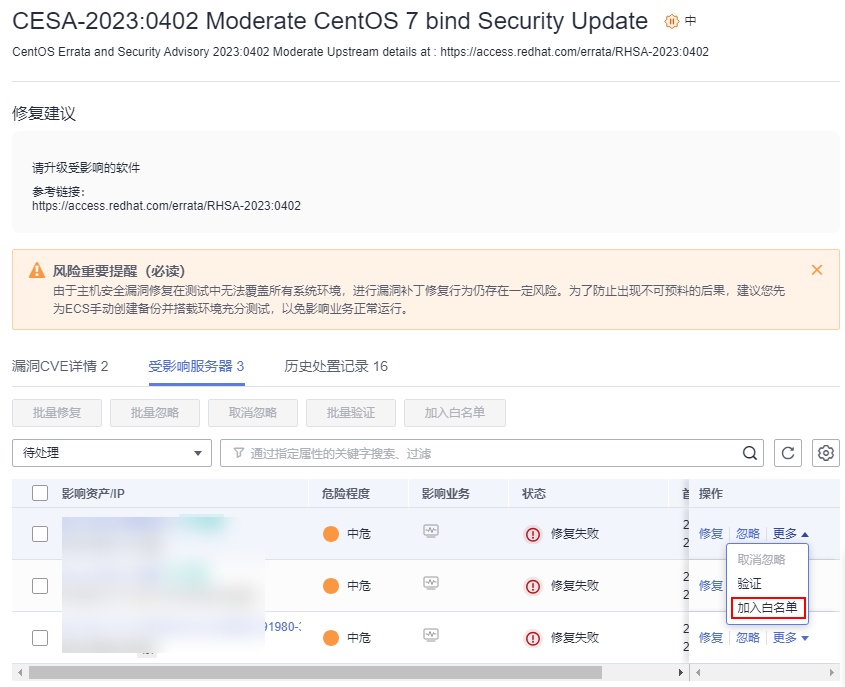 CESA-2023:0402 Moderate CentOS 7 bind Security Update 中
CentOS Errata and Security Advisory 2023:0402 Moderate Upstream details at : https://access.redhat.com/errata/RHSA-2023:0402
修复建议
请升级受影响的软件
参考链接:
https://access.redhat.com/errata/RHSA-2023:0402
风险重要提醒（必读）
由于主机安全漏洞修复在测试中无法覆盖所有系统环境，进行漏洞补丁修复行为仍存在一定风险。为了防止出现不可预料的后果，建议您先
为ECS手动创建备份并搭载环境充分测试，以免影响业务正常运行。
漏洞CVE详情 2 受影响服务器 3 历史处置记录 16
批量修复 批量忽略 取消忽略 批量验证 加入白名单
待处理 通过指定属性的关键字搜索、过滤
影响资产/IP 危险程度 影响业务 状态 首 操作
中危 修复失败 2 修复 忽略 更多
2
取消忽略
中危 修复失败 2 修复 验证
2
加入白名单
91980-3 中危 修复失败 2 修复 忽略 更多
2